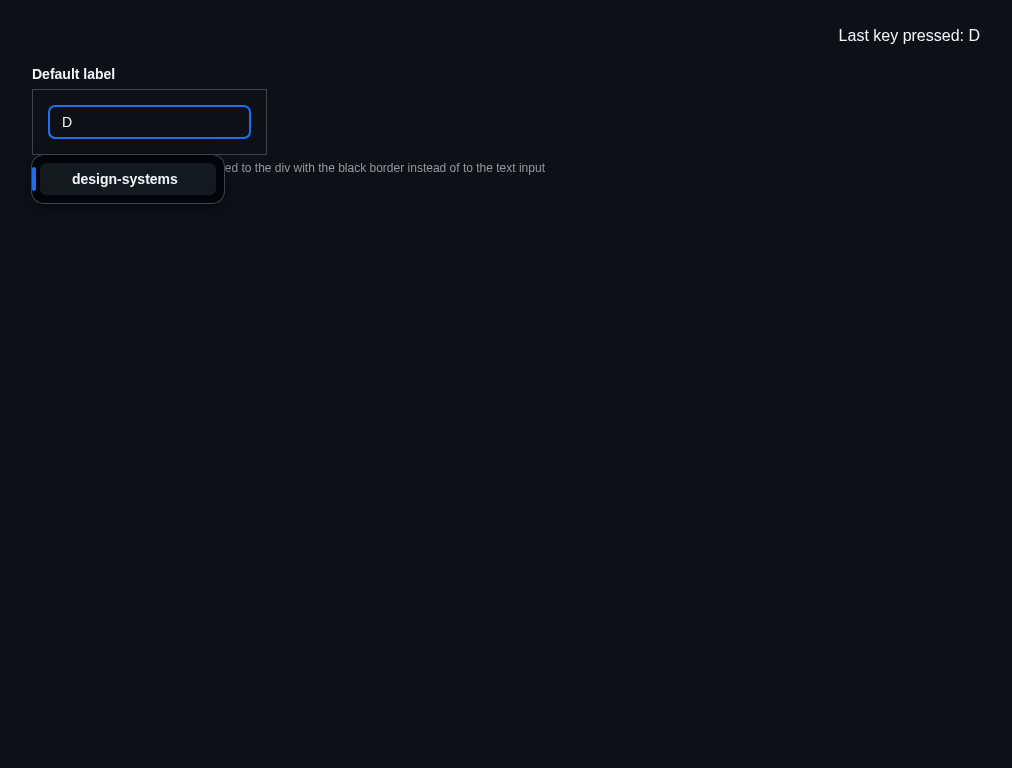 Last key pressed: D
Default label
D
ed to the div with the black border instead of to the text input
design-systems